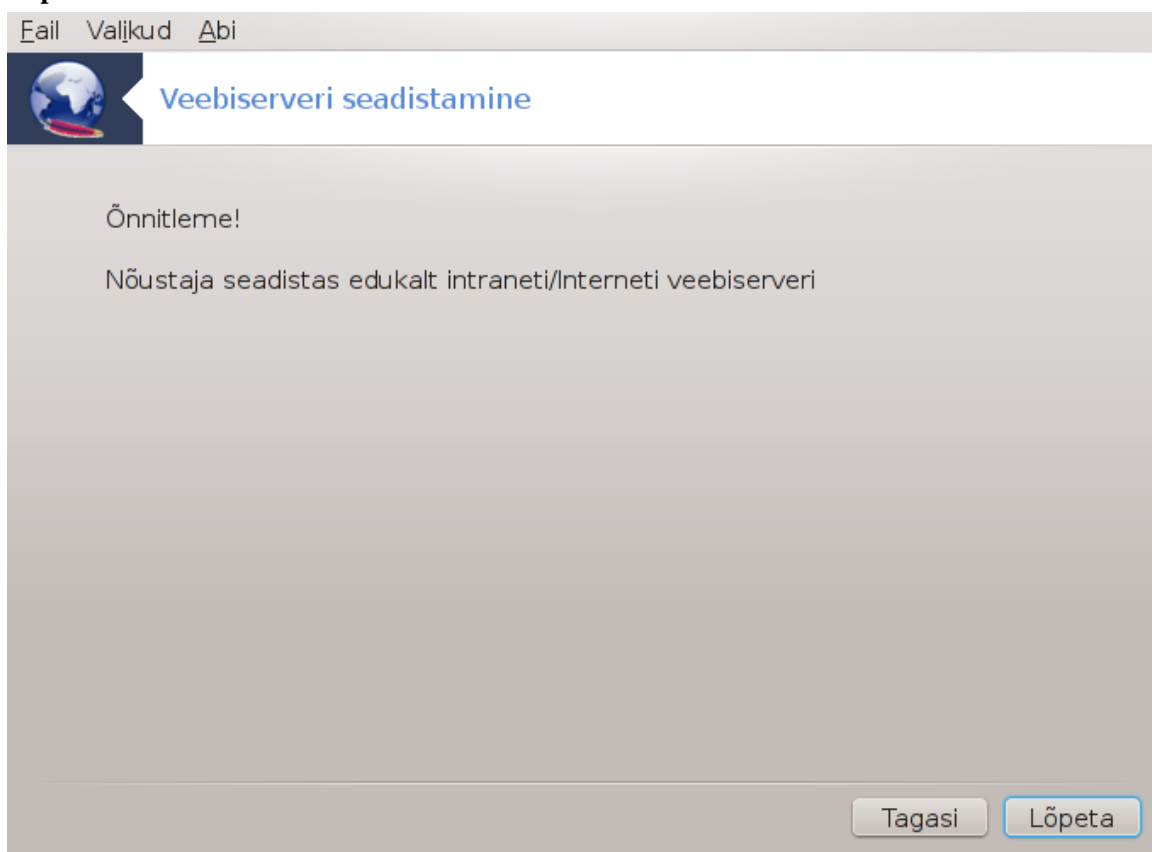 Fail Valikud Abi
Veebiserveri seadistamine
Õnnitleme!
Nõustaja seadistas edukalt intraneti/Interneti veebiserveri
Tagasi Lõpeta